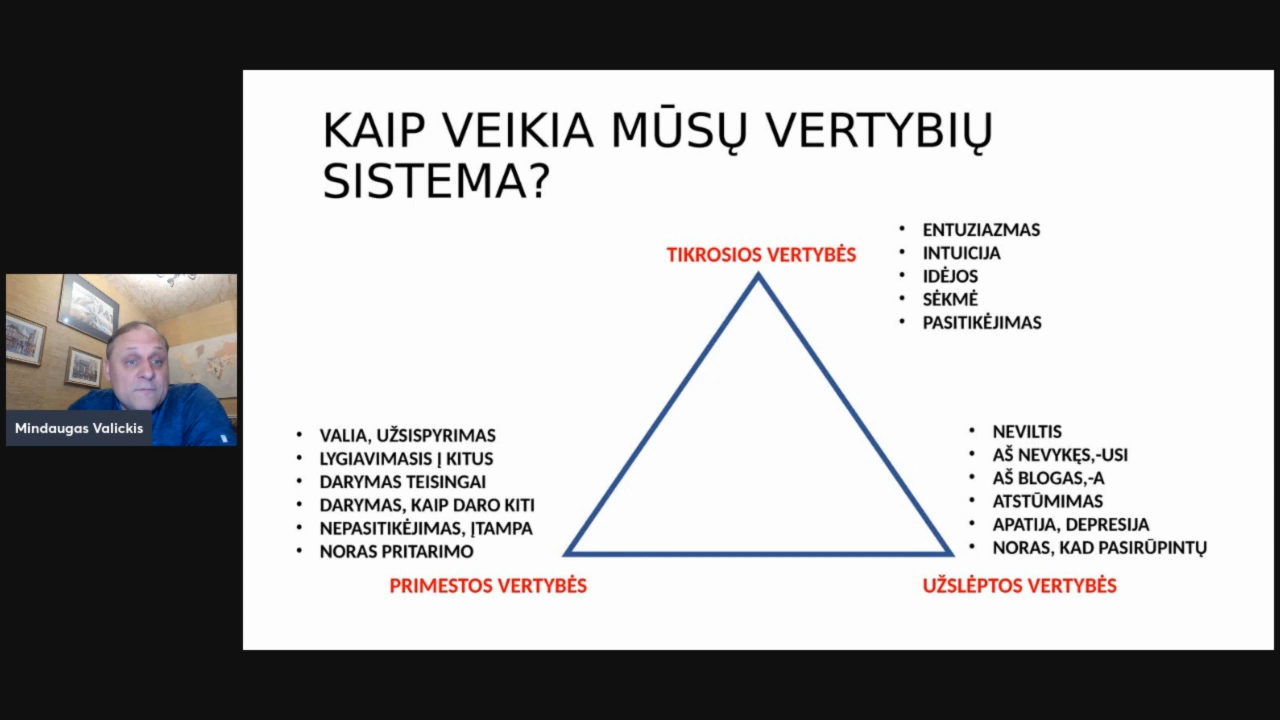 KAIP VEIKIA MŪSŲ VERTYBIŲ
SISTEMA?
TIKROSIOS VERTYBĖS
• ENTUZIAZMAS
• INTUICIJA
• IDĖJOS
• SĖKMĖ
• PASITIKĖJIMAS
Mindaugas Valickis
• VALIA, UŽSISPYRIMAS
• LYGIAVIMASIS Į KITUS
• DARYMAS TEISINGAI
• DARYMAS, KAIP DARO KITI
• NEPASITIKĖJIMAS, ĮTAMPA
• NORAS PRITARIMO
PRIMESTOS VERTYBĖS
• NEVILTIS
• AŠ NEVYKĘS,-USI
• AŠ BLOGAS,-A
• ATSTŪMIMAS
• APATIJA, DEPRESIJA
• NORAS, KAD PASIRŪPINTŲ
UŽSLĖPTOS VERTYBĖS